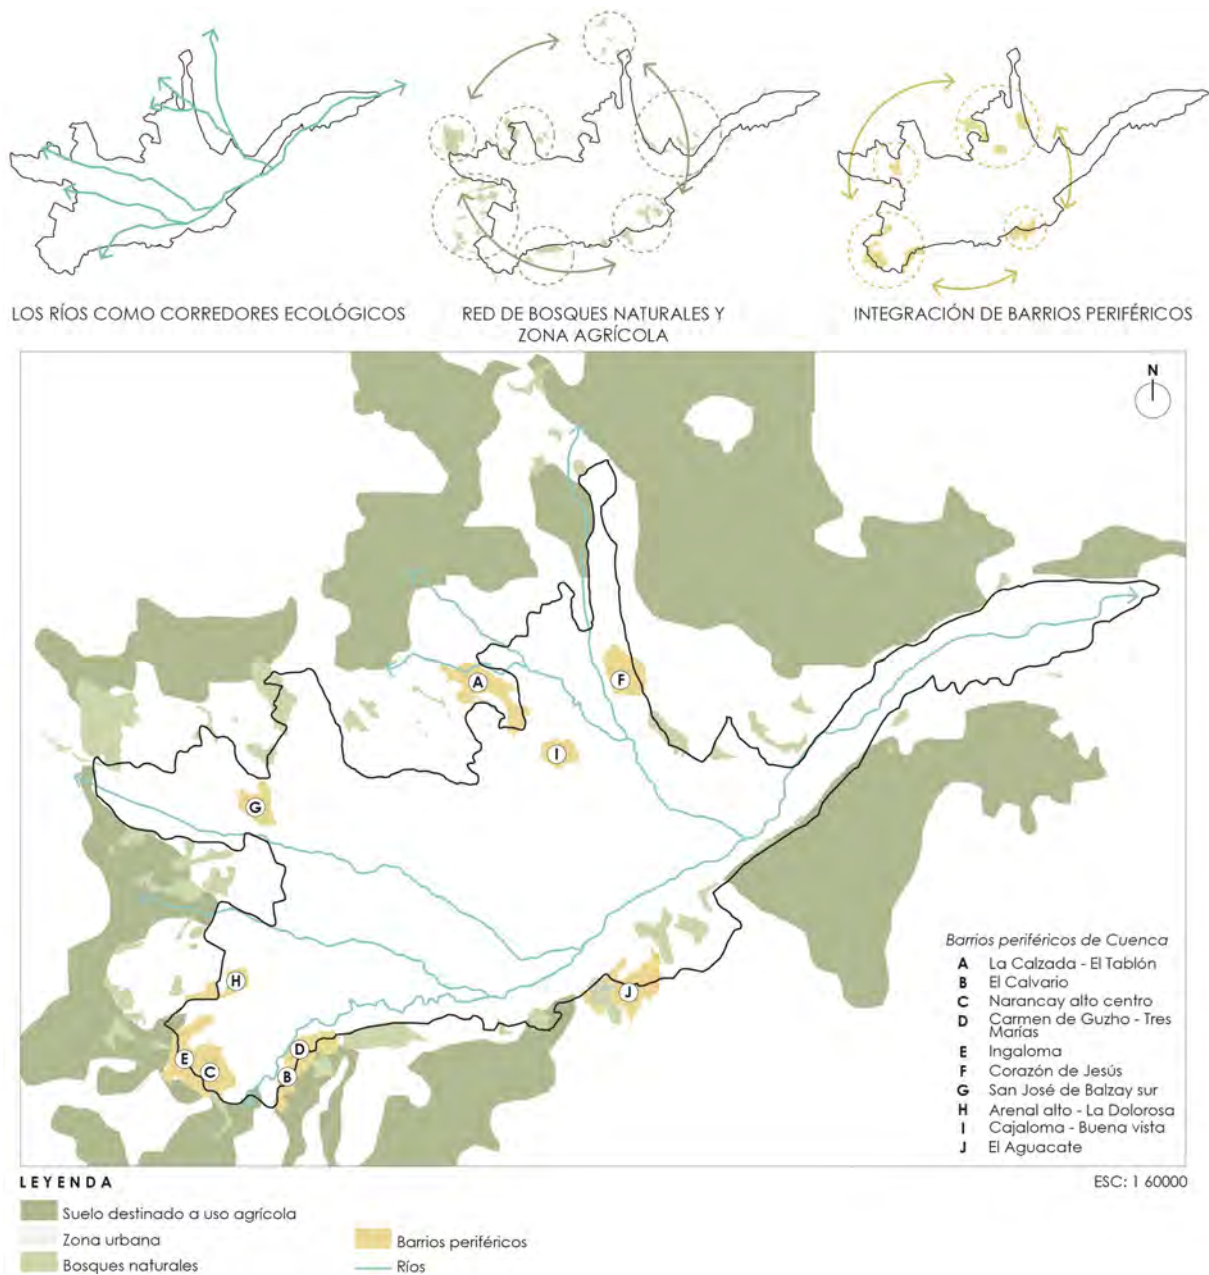 LOS RÍOS COMO CORREDORES ECOLÓGICOS
RED DE BOSQUES NATURALES Y
ZONA AGRÍCOLA
INTEGRACIÓN DE BARRIOS PERIFÉRICOS
N
A
F
I
G
H
J
D
E
C
B
Barrios periféricos de Cuenca
A La Calzada - El Tablón
B El Calvario
C Narancay alto centro
D Carmen de Guzho - Tres
Marías
E Ingaloma
F Corazón de Jesús
G San José de Balzay sur
H Arenal alto - La Dolorosa
I Cajaloma - Buena vista
J El Aguacate
LEYENDA
ESC: 1 60000
Suelo destinado a uso agrícola
Zona urbana
Bosques naturales
Barrios periféricos
Ríos